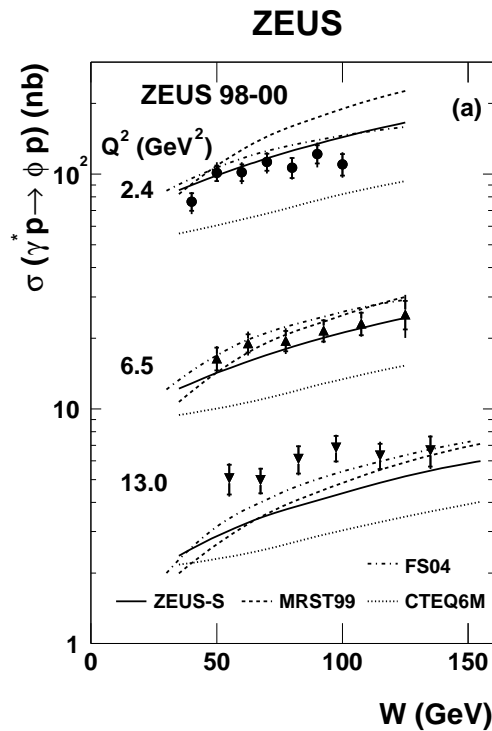 ZEUS
σ (γ* p → φ p) (nb)
ZEUS 98-00
(a)
Q² (GeV²)
2.4
6.5
13.0
FS04
ZEUS-S
MRST99
CTEQ6M
10²
10
1
0
50
100
150
W (GeV)